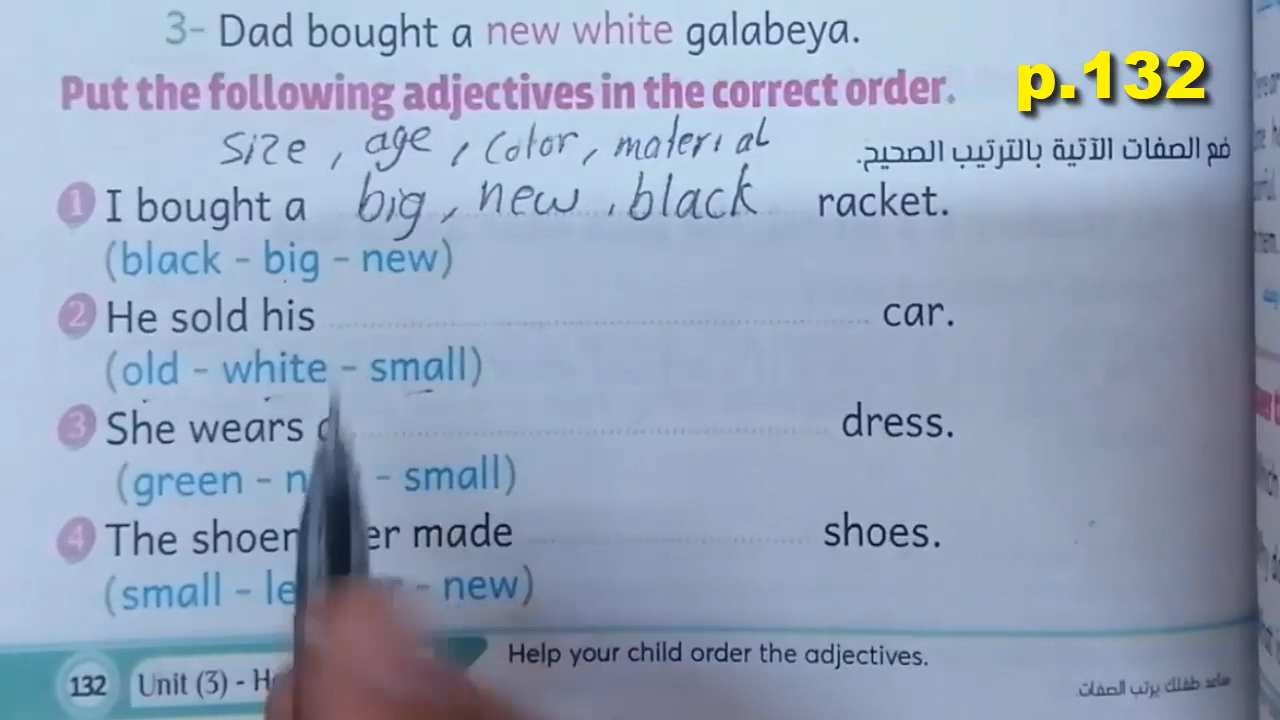 3- Dad bought a new white galabeya.
p.132
Put the following adjectives in the correct order.
size, age, color, material
ضع الصفات الآتية بالترتيب الصحيح.
1 I bought a big, new, black racket.
(black - big - new)
2 He sold his car.
(old - white - small)
3 She wears dress.
(green - - small)
4 The made shoes.
(small - - new)
Help your child order the adjectives.
132 Unit (3) -
ساعد طفلك يرتب الصفات